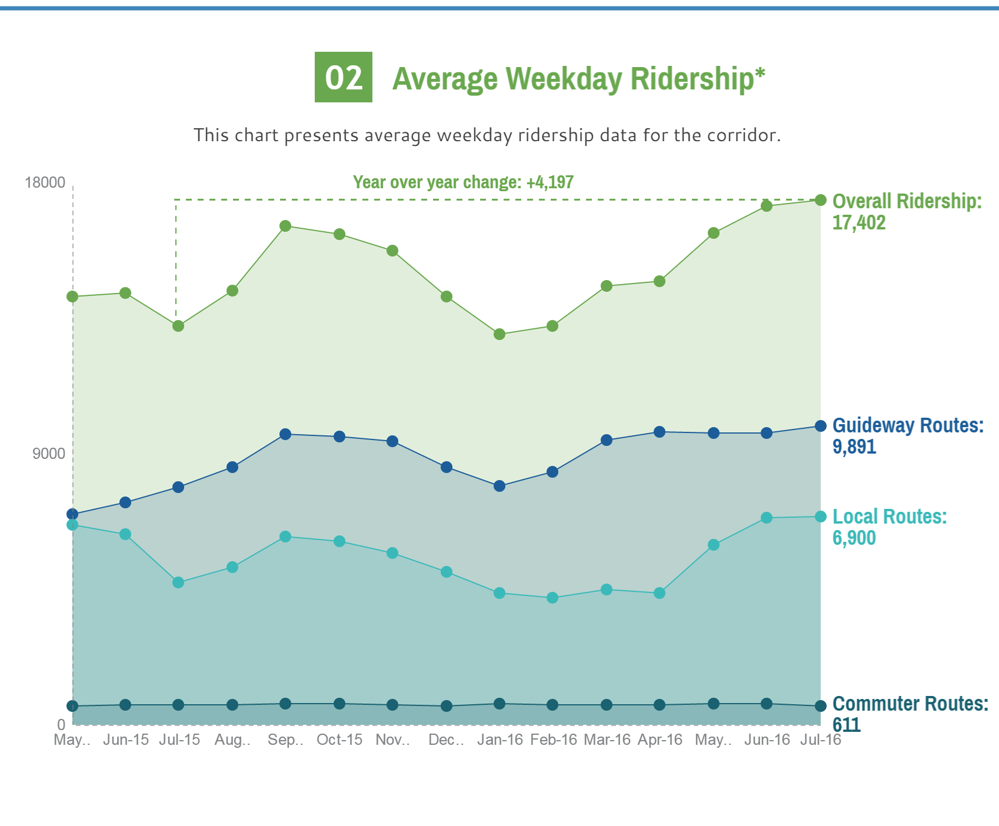 02 Average Weekday Ridership*
This chart presents average weekday ridership data for the corridor.
18000
Year over year change: +4,197
Overall Ridership:
17,402
Guideway Routes:
9,891
9000
Local Routes:
6,900
Commuter Routes:
611
0
May.. Jun-15 Jul-15 Aug.. Sep.. Oct-15 Nov.. Dec.. Jan-16 Feb-16 Mar-16 Apr-16 May.. Jun-16 Jul-16